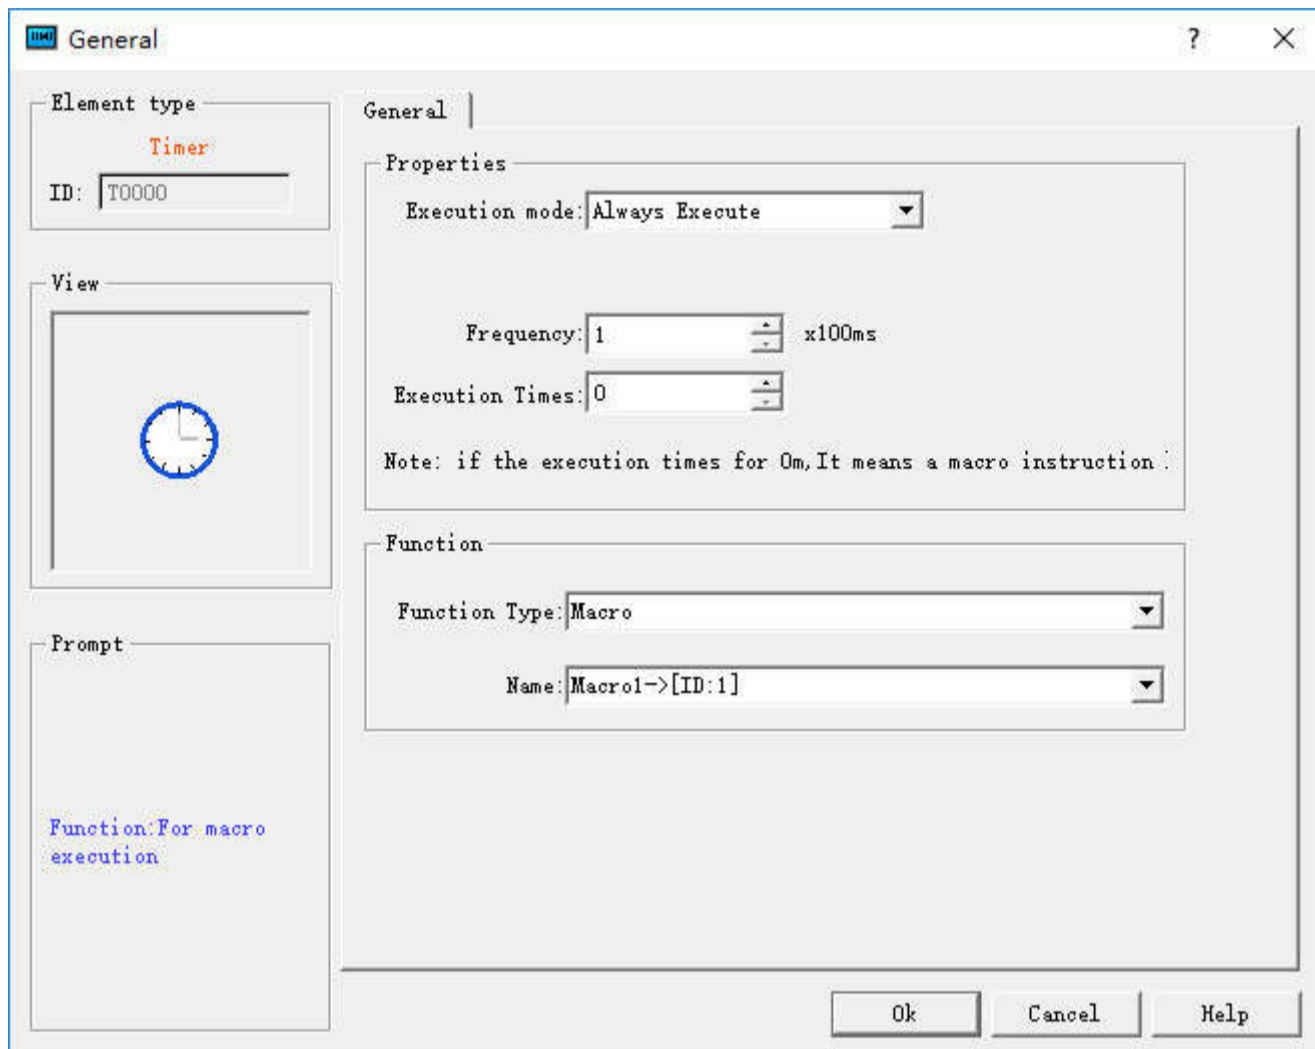 General
Element type
Timer
ID: T0000
View
Prompt
Function:For macro
execution
General
Properties
Execution mode: Always Execute
Frequency: 1 x100ms
Execution Times: 0
Note: if the execution times for 0m,It means a macro instruction
Function
Function Type: Macro
Name: Macro1->[ID:1]
Ok Cancel Help